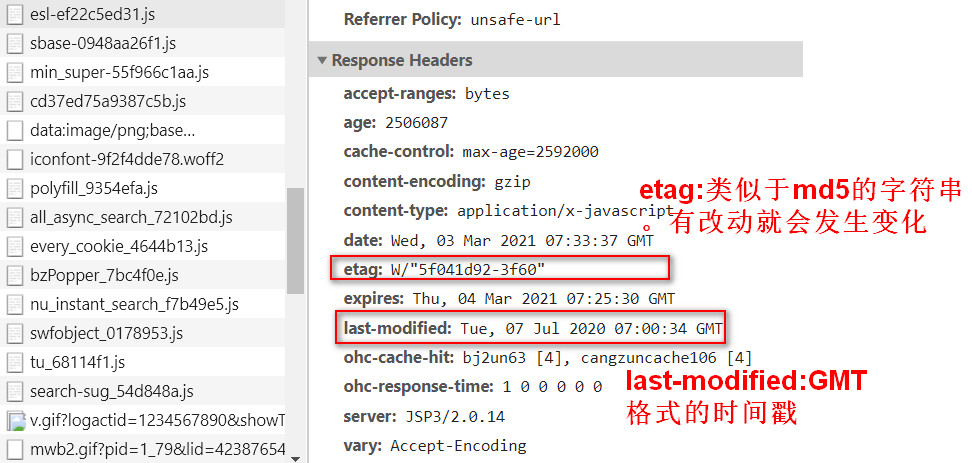 esl-ef22c5ed31.js
sbase-0948aa26f1.js
min_super-55f966c1aa.js
cd37ed75a9387c5b.js
data:image/png;base...
iconfont-9f2f4dde78.woff2
polyfill_9354efa.js
all_async_search_72102bd.js
every_cookie_4644b13.js
bzPopper_7bc4f0e.js
nu_instant_search_f7b49e5.js
swfobject_0178953.js
tu_68114f1.js
search-sug_54d848a.js
v.gif?logactid=1234567890&showT
mwb2.gif?pid=1_79&lid=42387654
Referrer Policy: unsafe-url
Response Headers
accept-ranges: bytes
age: 2506087
cache-control: max-age=2592000
content-encoding: gzip
content-type: application/x-javascript
date: Wed, 03 Mar 2021 07:33:37 GMT
etag: W/"5f041d92-3f60"
expires: Thu, 04 Mar 2021 07:25:30 GMT
last-modified: Tue, 07 Jul 2020 07:00:34 GMT
ohc-cache-hit: bj2un63 [4], cangzuncache106 [4]
ohc-response-time: 1 0 0 0 0 0
server: JSP3/2.0.14
vary: Accept-Encoding
etag:类似于md5的字符串
。有改动就会发生变化
last-modified:GMT
格式的时间戳